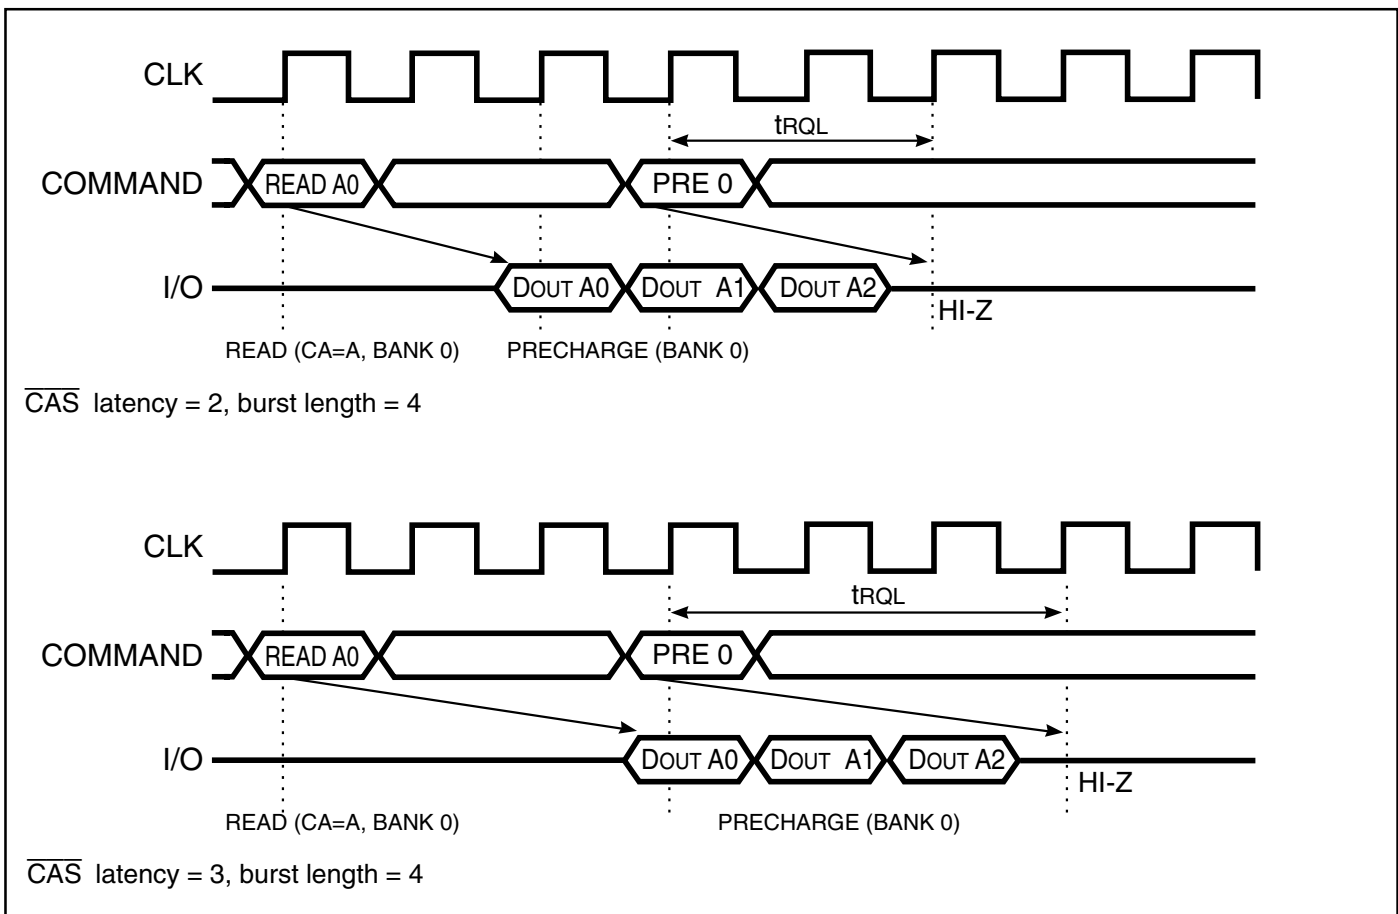 CLK
tRQL
COMMAND READ A0 PRE 0
I/O DOUT A0 DOUT A1 DOUT A2
HI-Z
READ (CA=A, BANK 0) PRECHARGE (BANK 0)
CAS latency = 2, burst length = 4
CLK
tRQL
COMMAND READ A0 PRE 0
I/O DOUT A0 DOUT A1 DOUT A2
HI-Z
READ (CA=A, BANK 0) PRECHARGE (BANK 0)
CAS latency = 3, burst length = 4